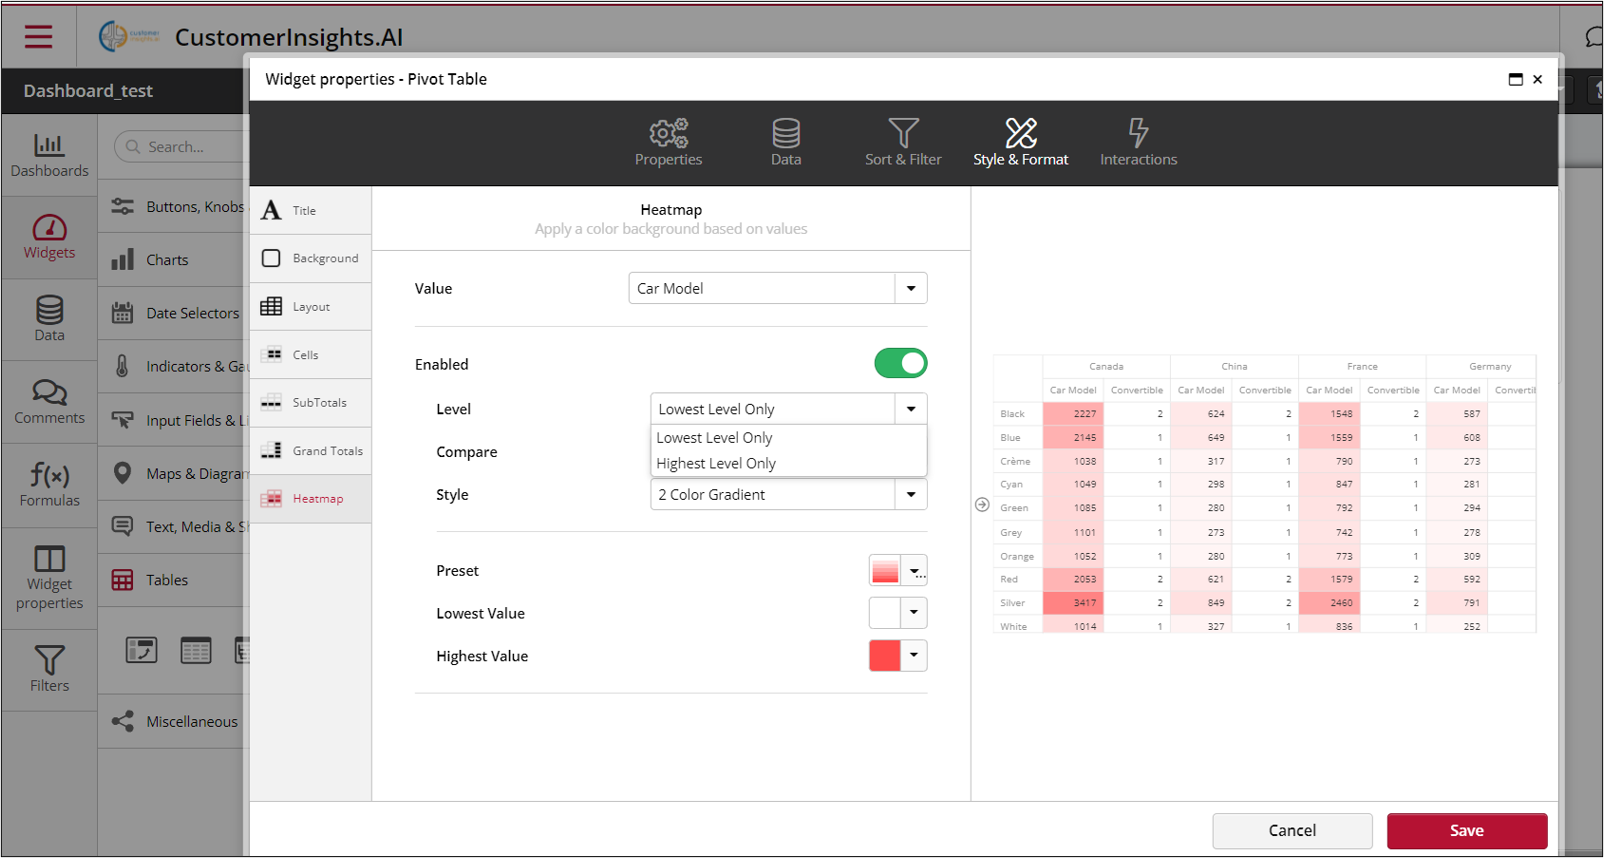 customer
insights.ai
CustomerInsights.AI
Dashboard_test
Widget properties - Pivot Table
Properties
Data
Sort & Filter
Style & Format
Interactions
Dashboards
Widgets
Data
Comments
f(x)
Formulas
Widget
properties
Filters
Search...
Buttons, Knobs
Charts
Date Selectors
Indicators & Gau
Input Fields & Li
Maps & Diagram
Text, Media & Sh
Tables
Miscellaneous
A Title
Background
Layout
Cells
SubTotals
Grand Totals
Heatmap
Heatmap
Apply a color background based on values
Value
Car Model
Enabled
Level
Lowest Level Only
Lowest Level Only
Highest Level Only
Compare
Style
2 Color Gradient
Preset
...
Lowest Value
Highest Value
Canada China France Germany
Car Model Convertible Car Model Convertible Car Model Convertible Car Model Convertil
Black 2227 2 624 2 1548 2 587
Blue 2145 1 649 1 1559 1 608
Crème 1038 1 317 1 790 1 273
Cyan 1049 1 298 1 847 1 281
Green 1085 1 280 1 792 1 294
Grey 1101 1 273 1 742 1 278
Orange 1052 1 280 1 773 1 309
Red 2053 2 621 2 1579 2 592
Silver 3417 2 849 2 2460 2 791
White 1014 1 327 1 836 1 252
Cancel
Save